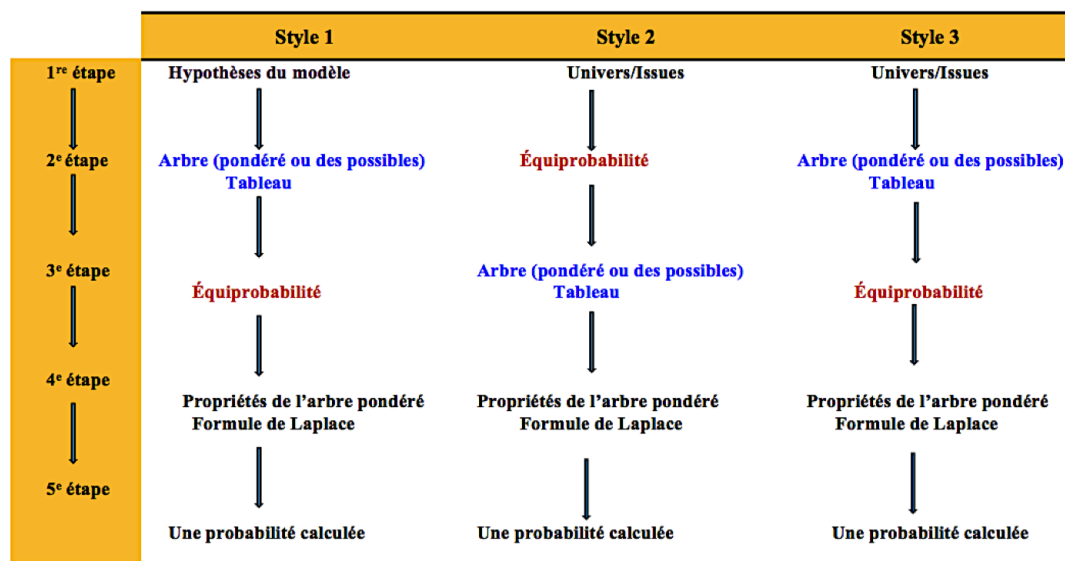 Style 1 Style 2 Style 3
1re étape Hypothèses du modèle Univers/Issues Univers/Issues
2e étape Arbre (pondéré ou des possibles) Équiprobabilité Arbre (pondéré ou des possibles)
Tableau Tableau
3e étape Arbre (pondéré ou des possibles)
Équiprobabilité Tableau Équiprobabilité
4e étape
Propriétés de l’arbre pondéré Propriétés de l’arbre pondéré Propriétés de l’arbre pondéré
Formule de Laplace Formule de Laplace Formule de Laplace
5e étape
Une probabilité calculée Une probabilité calculée Une probabilité calculée